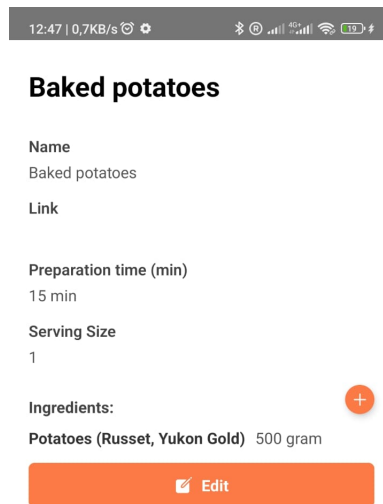 12:47 | 0,7KB/s
R 4G+ 19
Baked potatoes
Name
Baked potatoes
Link
Preparation time (min)
15 min
Serving Size
1
Ingredients:
Potatoes (Russet, Yukon Gold) 500 gram
Edit